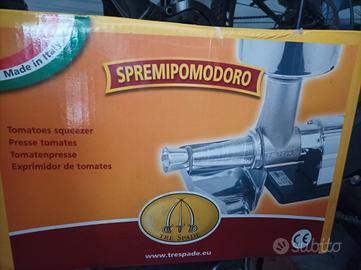 Made in Italy
SPREMIPOMODORO
Tomatoes squeezer
Presse tomates
Tomatenpresse
Exprimidor de tomates
TRE SPADE
www.trespade.eu
CE
subito